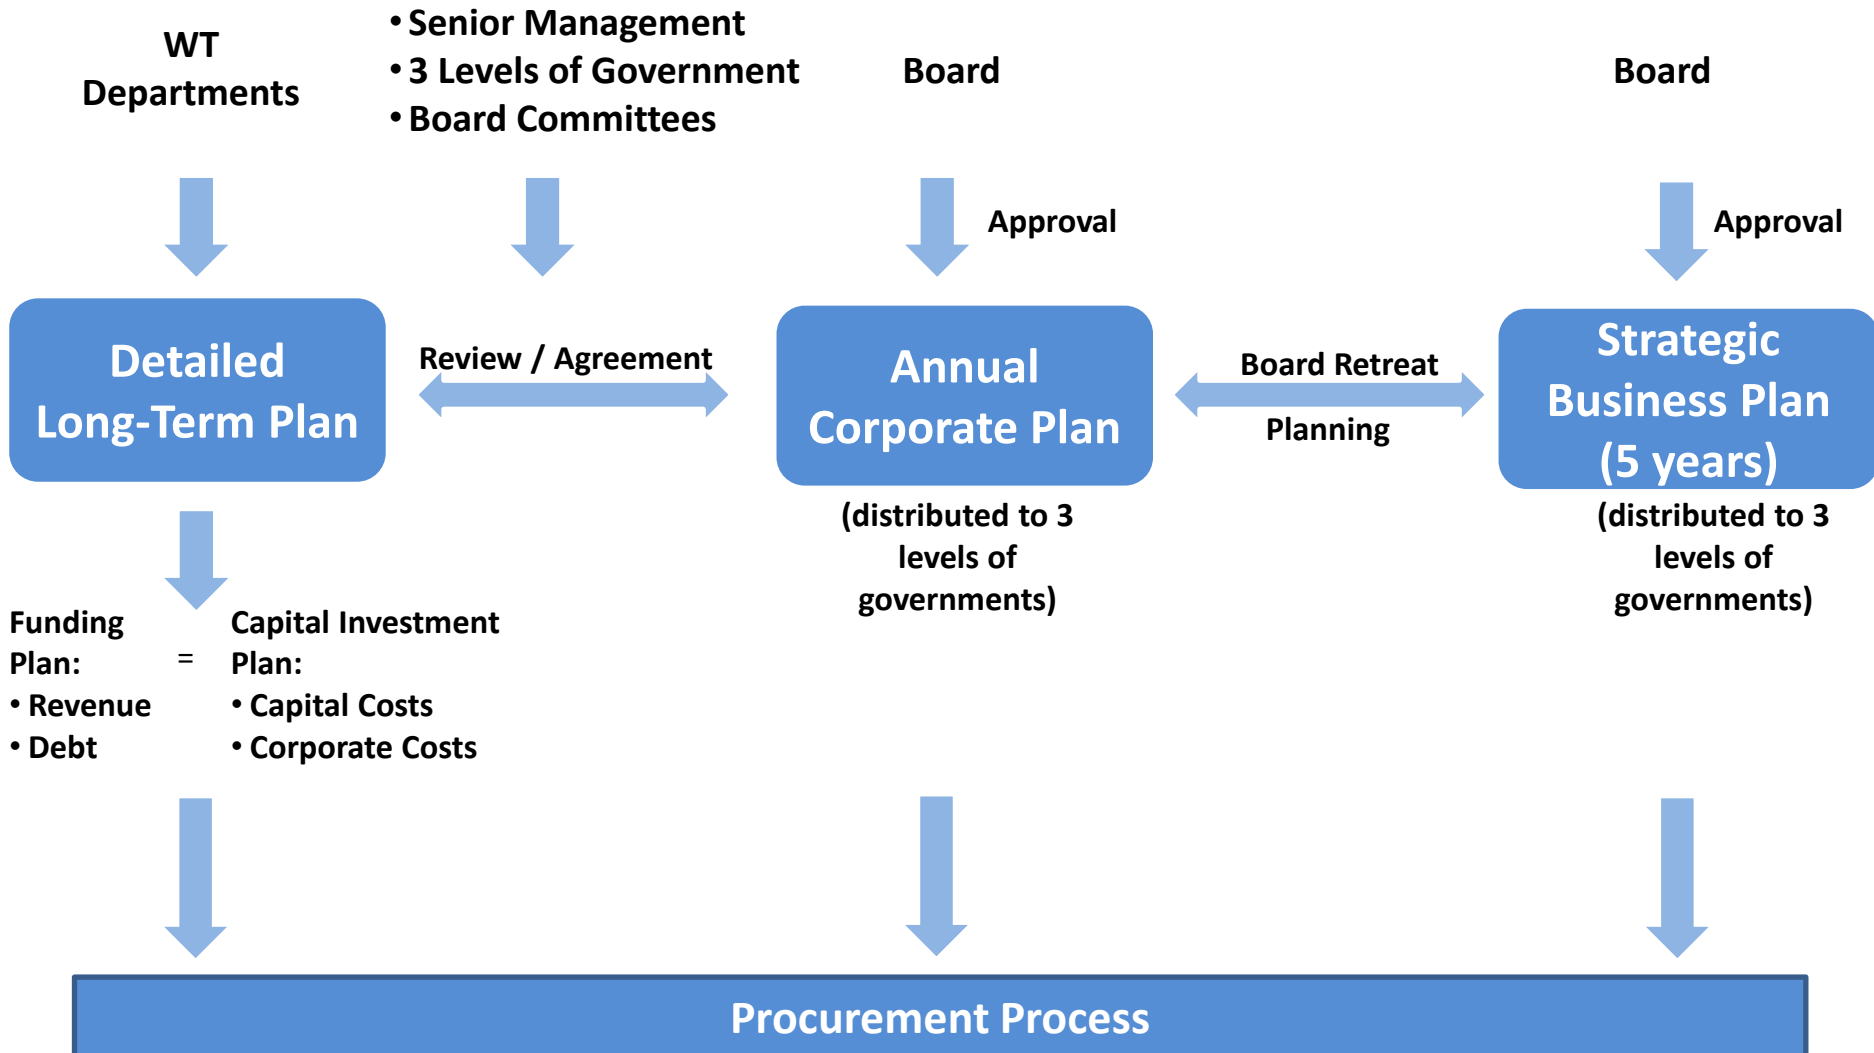 WT
Departments
• Senior Management
• 3 Levels of Government
• Board Committees
Board
Board
Approval
Approval
Detailed
Long-Term Plan
Review / Agreement
Annual
Corporate Plan
Board Retreat
Planning
Strategic
Business Plan
(5 years)
(distributed to 3
levels of
governments)
(distributed to 3
levels of
governments)
Funding
Plan:
• Revenue
• Debt
=
Capital Investment
Plan:
• Capital Costs
• Corporate Costs
Procurement Process